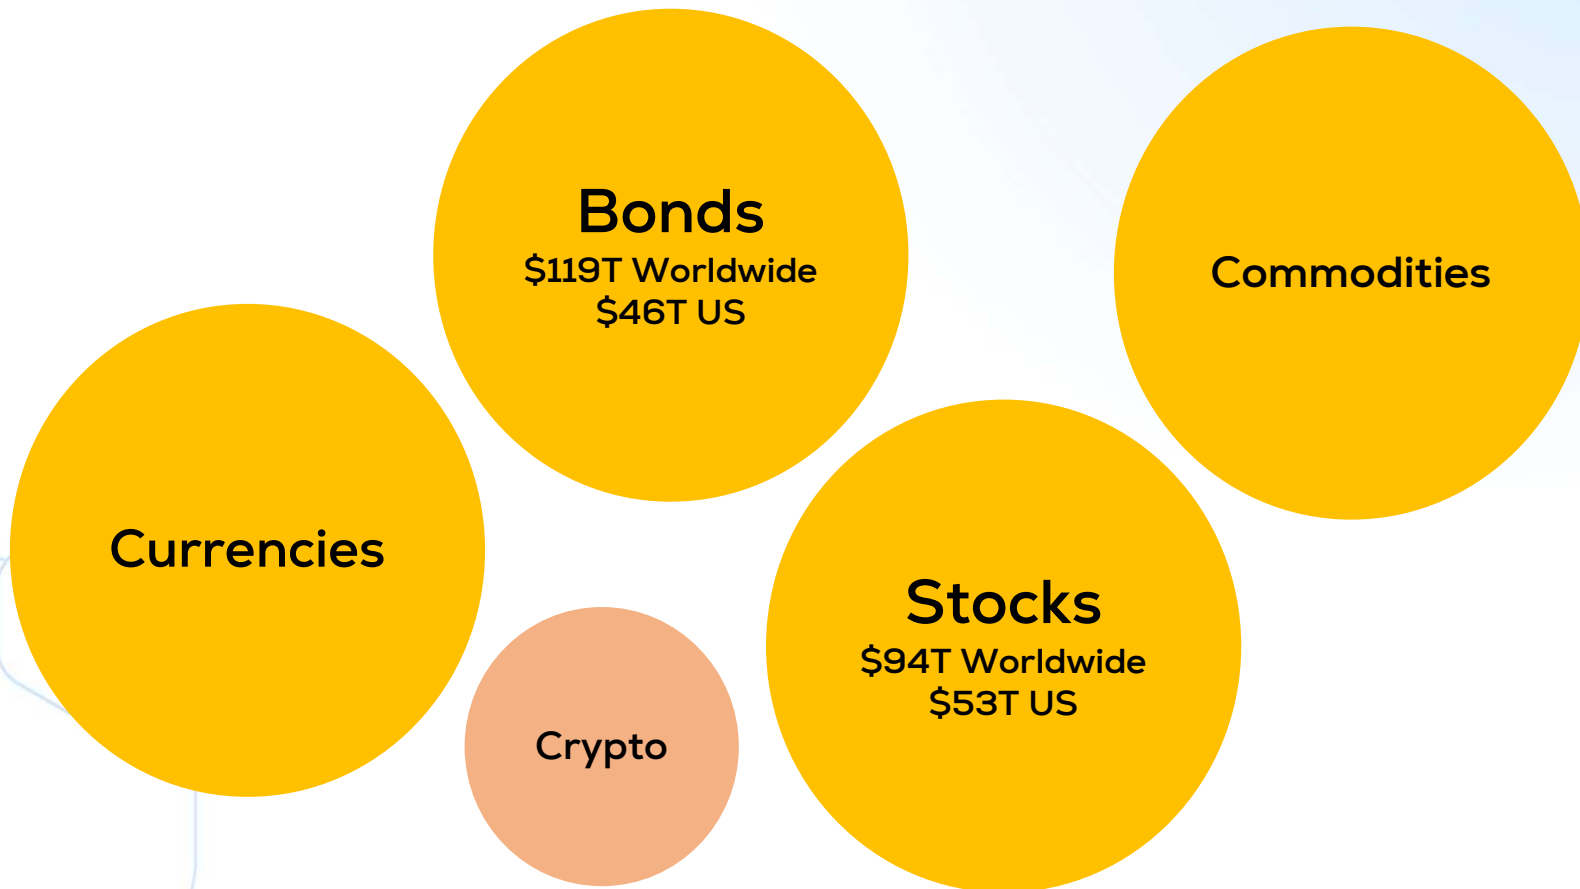 Bonds
$119T Worldwide
$46T US
Commodities
Currencies
Stocks
$94T Worldwide
$53T US
Crypto